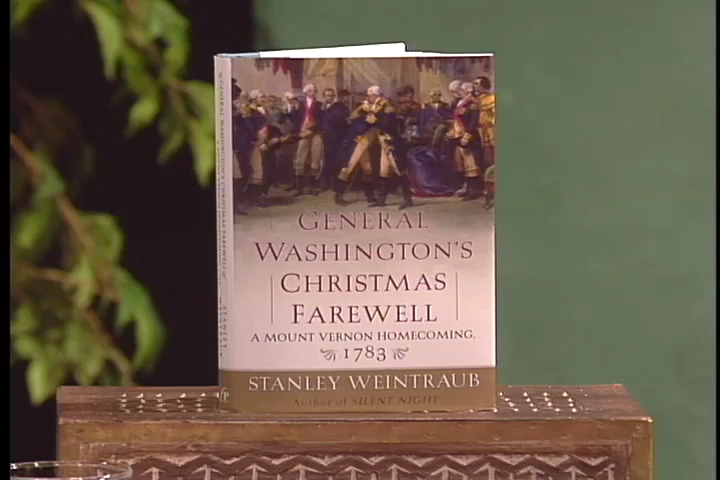 GENERAL
WASHINGTON'S
CHRISTMAS
FAREWELL
A MOUNT VERNON HOMECOMING,
1783
STANLEY WEINTRAUB
Author of SILENT NIGHT